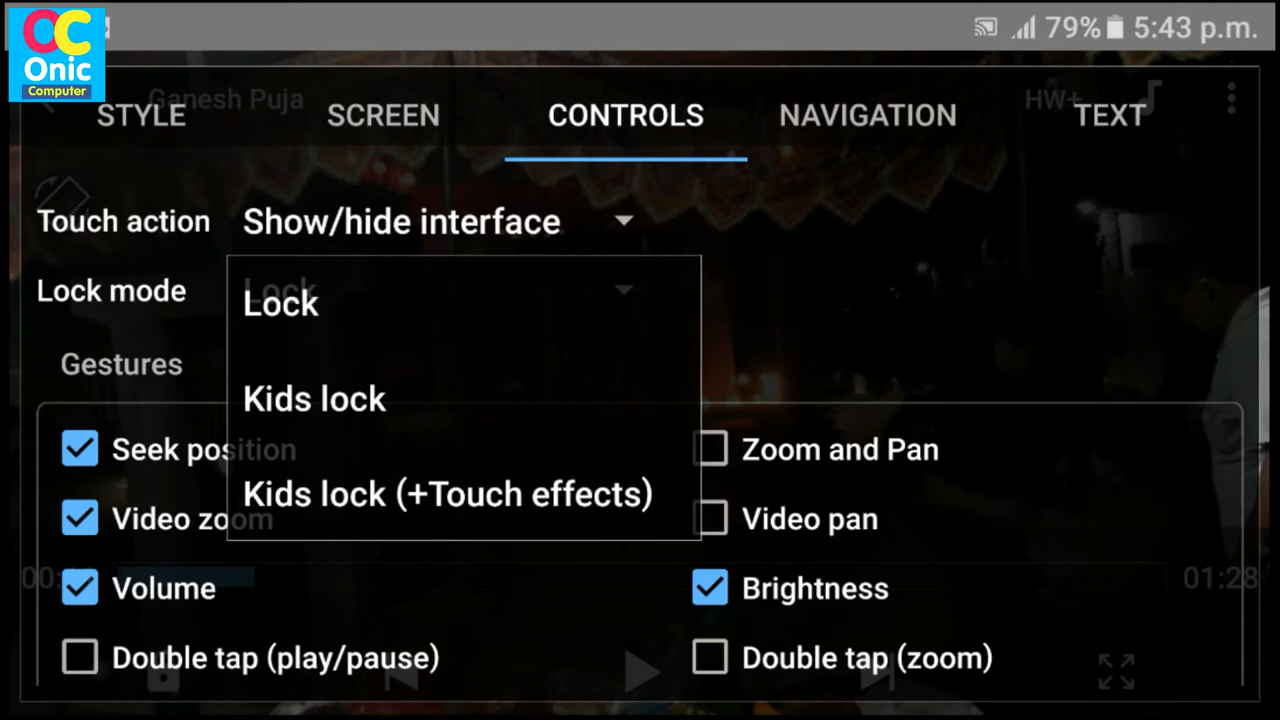 OC
Onic
Computer
79% 5:43 p.m.
Ganesh Puja
HW+
STYLE SCREEN CONTROLS NAVIGATION TEXT
Touch action Show/hide interface
Lock mode Lock
Lock
Gestures
Kids lock
Seek position Zoom and Pan
Kids lock (+Touch effects)
Video zoom Video pan
01:28
Volume Brightness
Double tap (play/pause) Double tap (zoom)